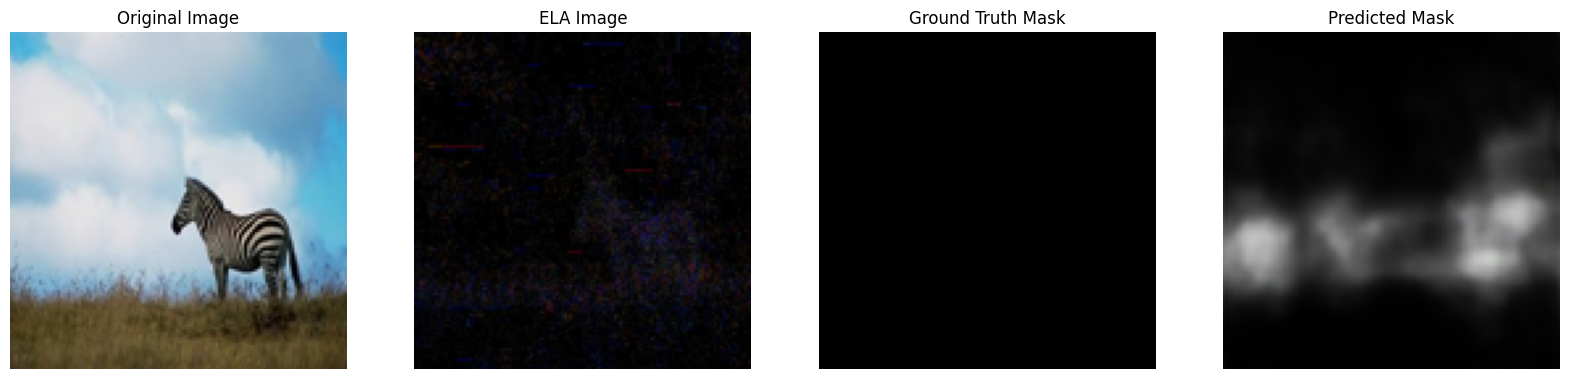 Original Image
ELA Image
Ground Truth Mask
Predicted Mask